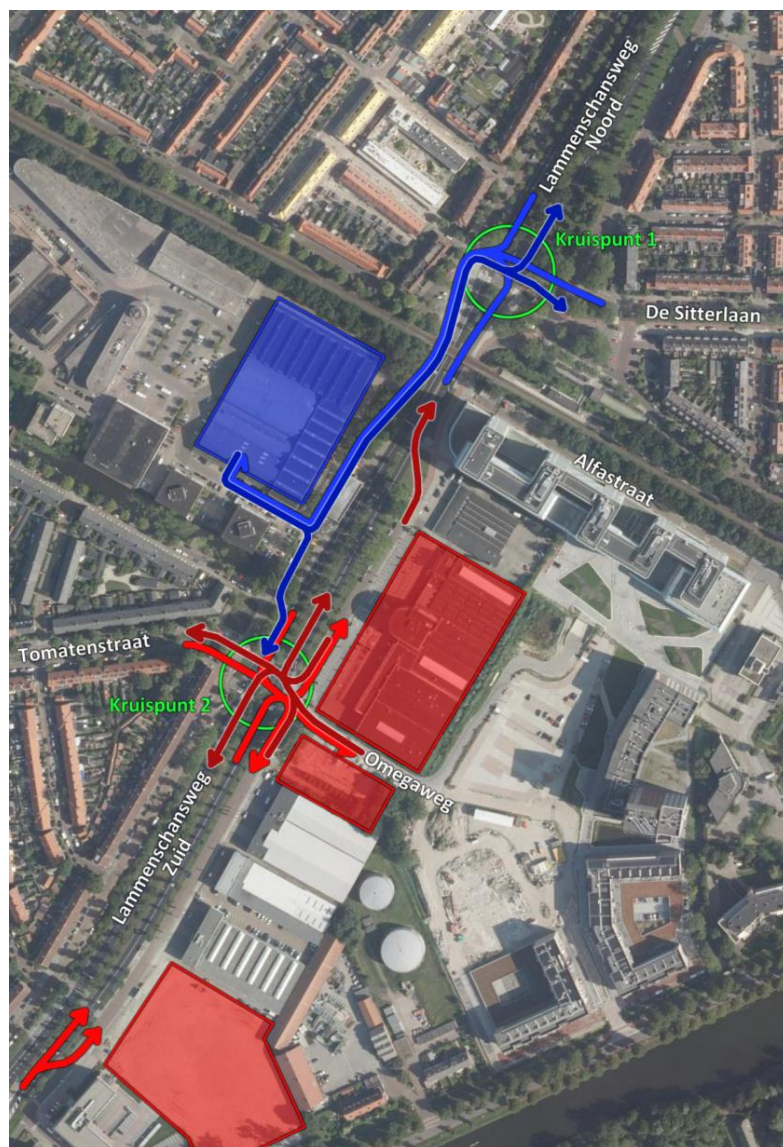 Lammenschansweg
Noord
Kruispunt 1
De Sitterlaan
Alfastraat
Tomatenstraat
Kruispunt 2
Omegaweg
Lammenschansweg
Zuid